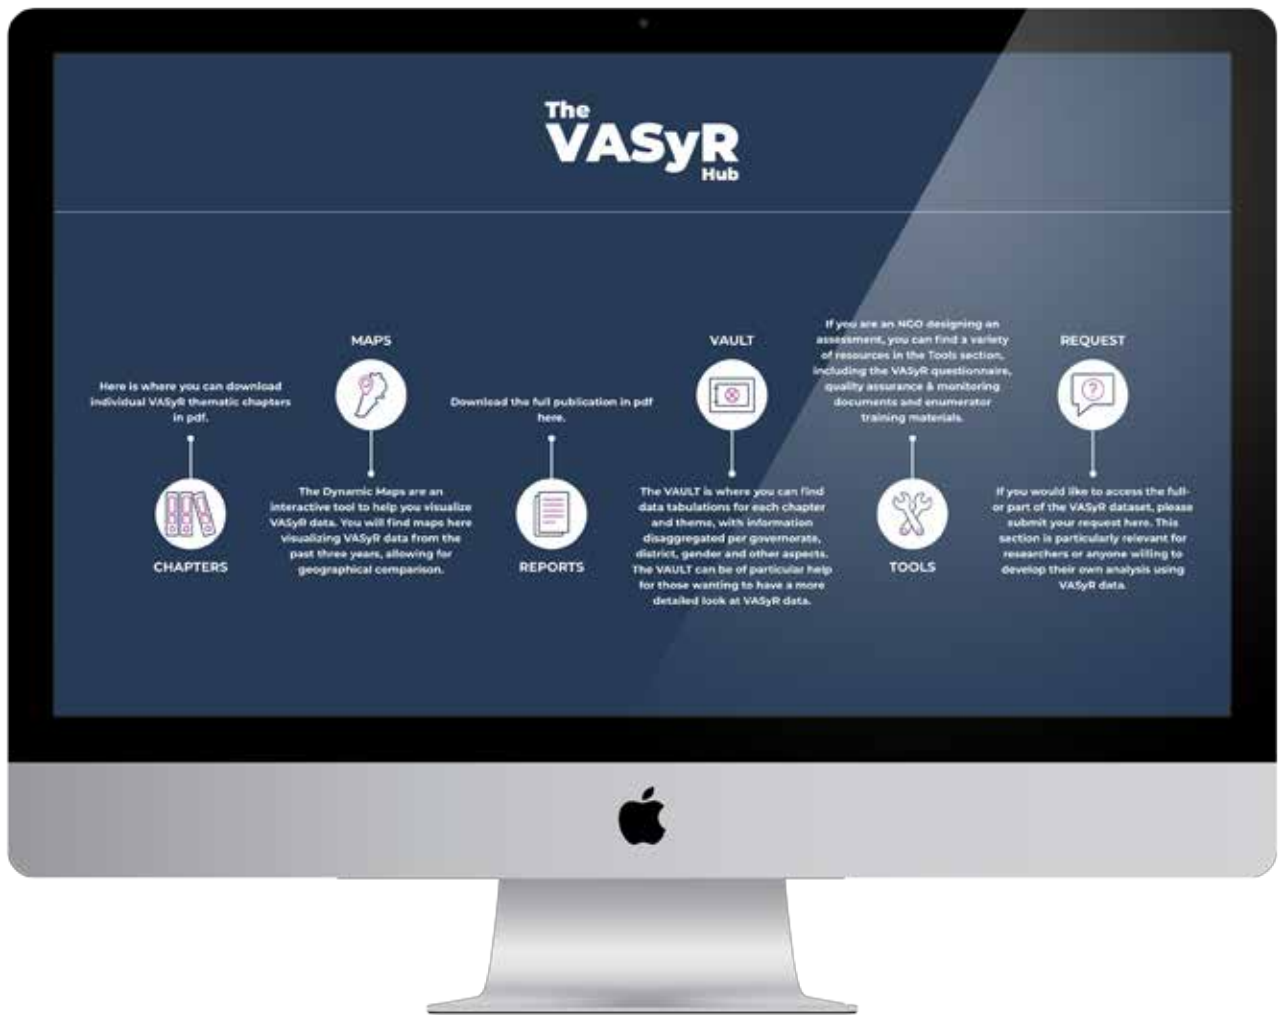 The
VASyR
Hub
Here is where you can download
individual VASyR thematic chapters
in pdf.
CHAPTERS
MAPS
The Dynamic Maps are an
interactive tool to help you visualize
VASyR data. You will find maps here
visualizing VASyR data from the
past three years, allowing for
geographical comparison.
Download the full publication in pdf
here.
REPORTS
VAULT
The VAULT is where you can find
data tabulations for each chapter
and theme, with information
disaggregated per governorate,
district, gender and other aspects.
The VAULT can be of particular help
for those wanting to have a more
detailed look at VASyR data.
If you are an NGO designing an
assessment, you can find a variety
of resources in the Tools section,
including the VASyR questionnaire,
quality assurance & monitoring
documents and enumerator
training materials.
TOOLS
REQUEST
If you would like to access the full-
or part of the VASyR dataset, please
submit your request here. This
section is particularly relevant for
researchers or anyone willing to
develop their own analysis using
VASyR data.